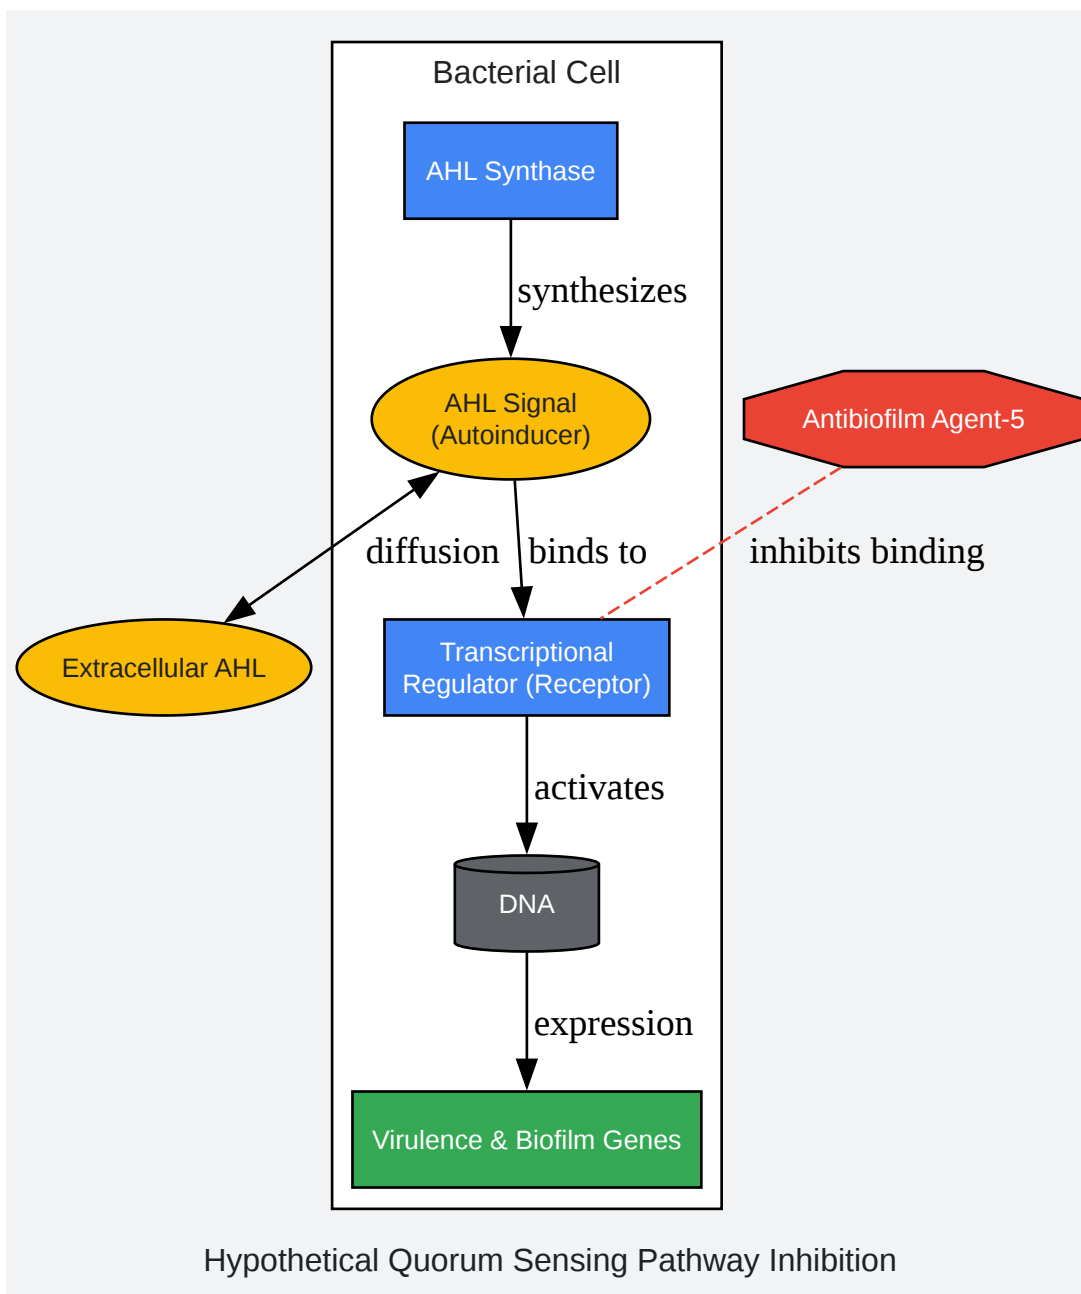 Bacterial Cell
AHL Synthase
synthesizes
AHL Signal
(Autoinducer)
Antibiofilm Agent-5
diffusion
binds to
inhibits binding
Extracellular AHL
Transcriptional
Regulator (Receptor)
activates
DNA
expression
Virulence & Biofilm Genes
Hypothetical Quorum Sensing Pathway Inhibition